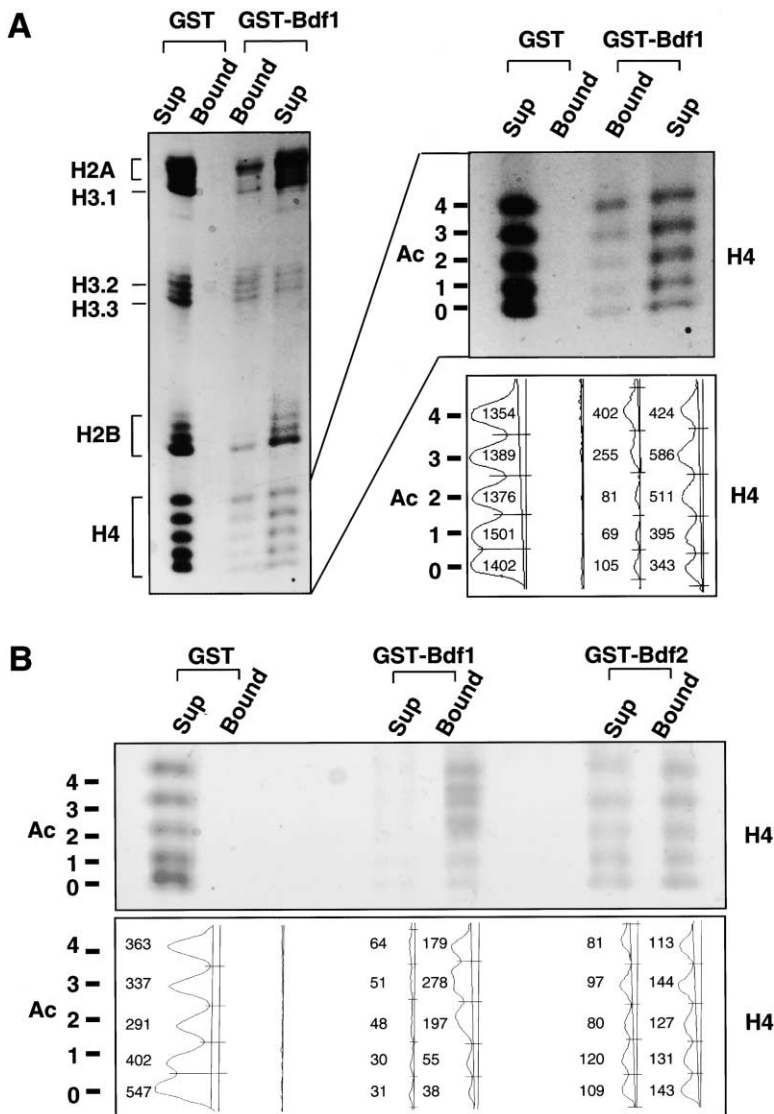 A
GST GST-Bdf1
Sup Bound Bound Sup
H2A
H3.1
H3.2
H3.3
H2B
H4
GST GST-Bdf1
Sup Bound Bound Sup
4
3
Ac 2 H4
1
0
4 1354 402 424
3 1389 255 586
Ac 2 1376 81 511 H4
1 1501 69 395
0 1402 105 343
B
GST GST-Bdf1 GST-Bdf2
Sup Bound Sup Bound Sup Bound
4
3
Ac 2 H4
1
0
4 363 64 179 81 113
3 337 51 278 97 144
Ac 2 291 48 197 80 127 H4
1 402 30 55 120 131
0 547 31 38 109 143